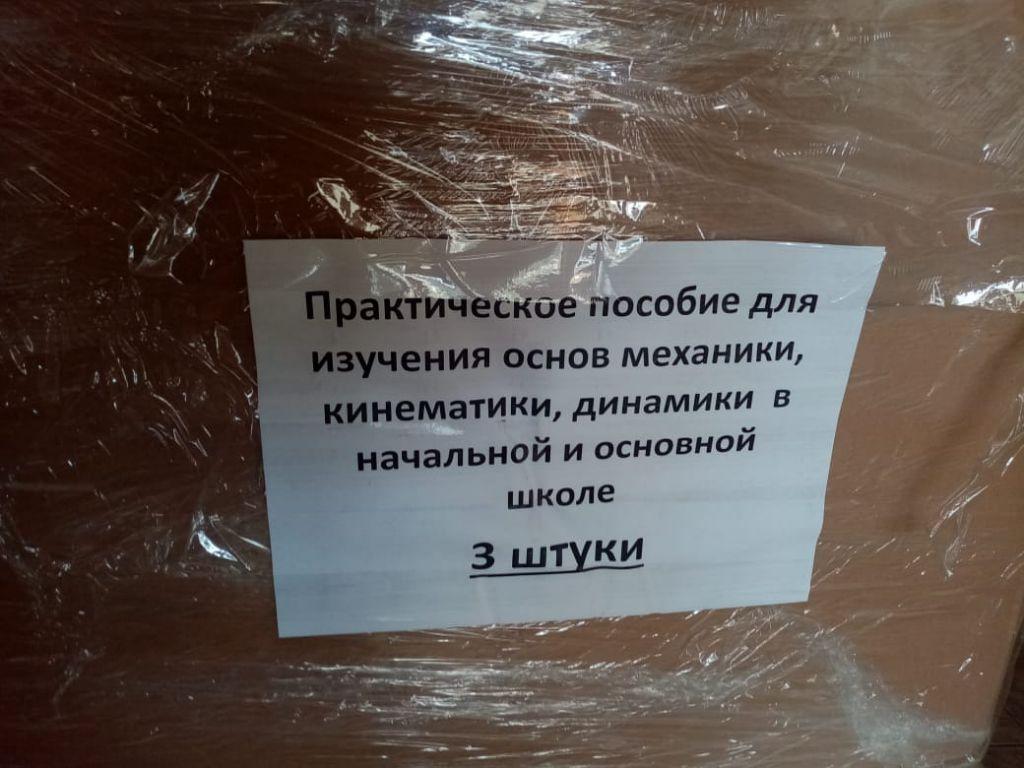 Практическое пособие для
изучения основ механики,
кинематики, динамики в
начальной и основной
школе
3 штуки